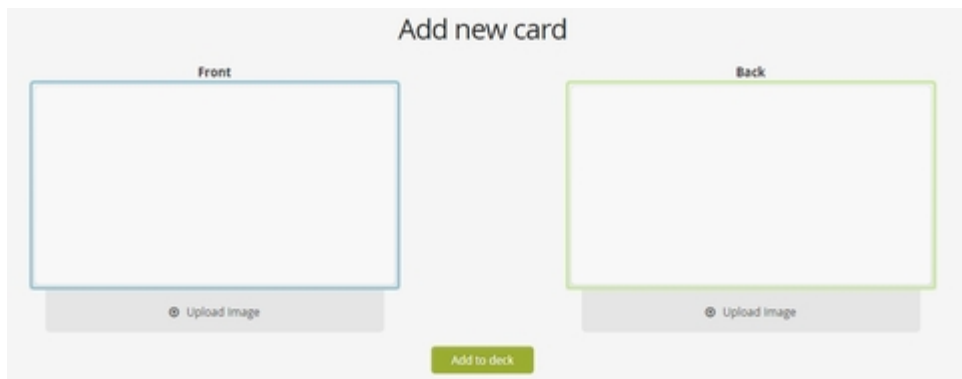 Add new card
Front
Back
Upload image
Upload image
Add to deck